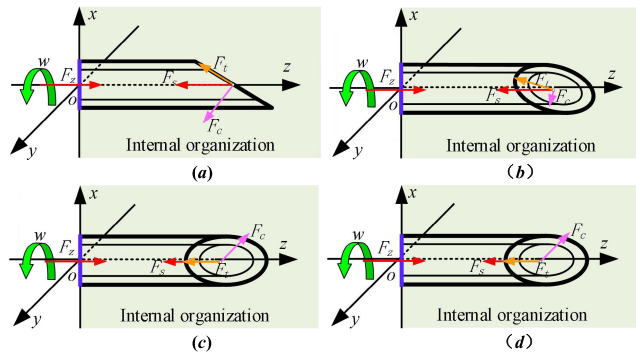 x
w
F_z
F_t
F_s
z
o
F_c
y
Internal organization
(a)
x
w
F_z
F_t
z
F_s
F_c
o
y
Internal organization
(b)
x
w
F_z
F_c
z
F_s
F_t
o
y
Internal organization
(c)
x
w
F_z
F_c
z
F_s
F_t
o
y
Internal organization
(d)